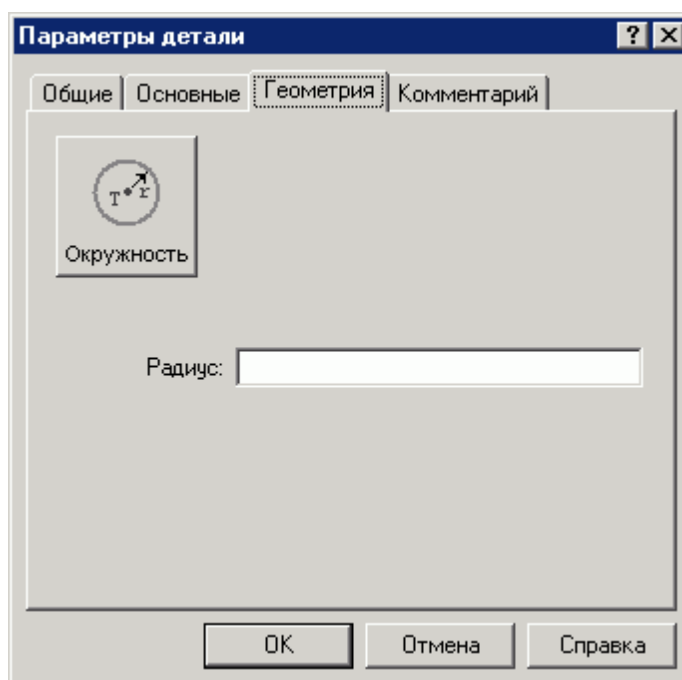 Параметры детали
Общие Основные Геометрия Комментарий
T r
Окружность
Радиус:
OK Отмена Справка